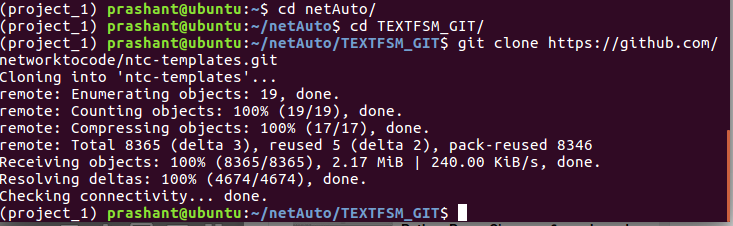 (project_1) prashant@ubuntu:~$ cd netAuto/
(project_1) prashant@ubuntu:~/netAuto$ cd TEXTFSM_GIT/
(project_1) prashant@ubuntu:~/netAuto/TEXTFSM_GIT$ git clone https://github.com/
networktocode/ntc-templates.git
Cloning into 'ntc-templates'...
remote: Enumerating objects: 19, done.
remote: Counting objects: 100% (19/19), done.
remote: Compressing objects: 100% (17/17), done.
remote: Total 8365 (delta 3), reused 5 (delta 2), pack-reused 8346
Receiving objects: 100% (8365/8365), 2.17 MiB | 240.00 KiB/s, done.
Resolving deltas: 100% (4674/4674), done.
Checking connectivity... done.
(project_1) prashant@ubuntu:~/netAuto/TEXTFSM_GIT$